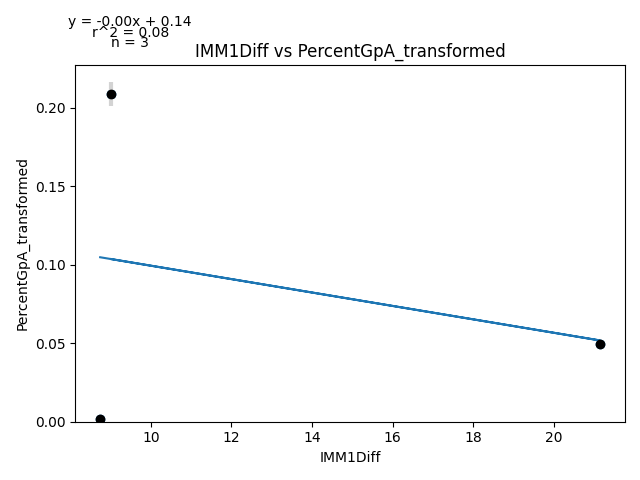 y = -0.00x + 0.14
r^2 = 0.08
n = 3
IMM1Diff vs PercentGpA_transformed
0.20
0.15
0.10
0.05
0.00
PercentGpA_transformed
10 12 14 16 18 20
IMM1Diff